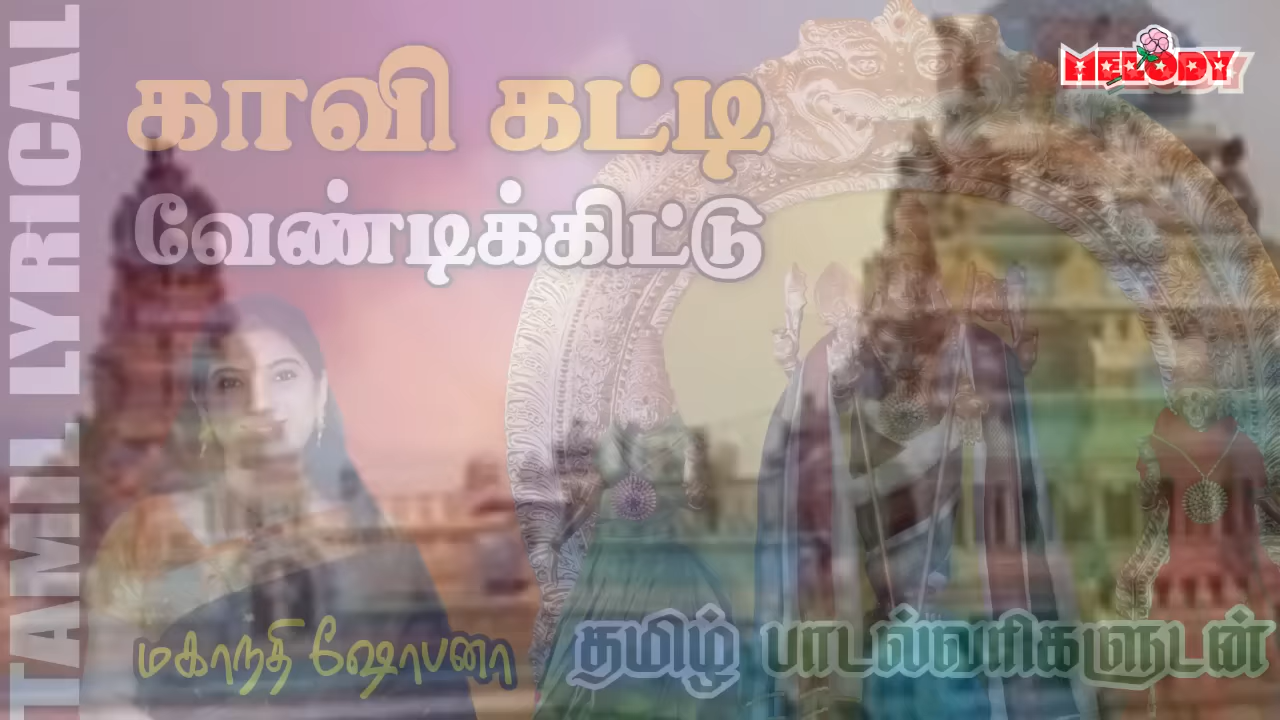 TAMIL LYRICAL
MELODY
காவி கட்டி
வேண்டிக்கிட்டு
மகாநதி ஷோபனா
தமிழ் பாடல்வரிகளுடன்